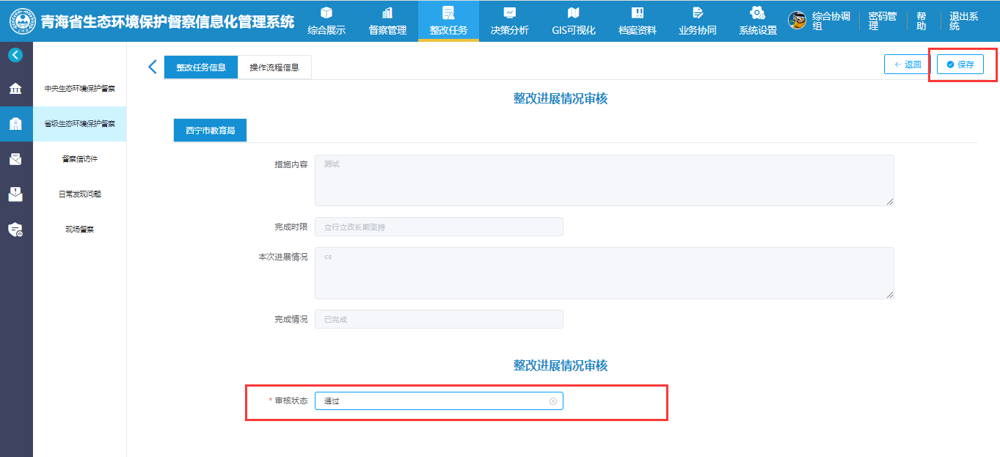 青海省生态环境保护督察信息化管理系统
综合展示
督察管理
整改任务
决策分析
GIS可视化
档案资料
业务协同
系统设置
综合协调
组
密码管
理
帮
助
退出系
统
中央生态环境保护督察
省级生态环境保护督察
督察信访件
日常发现问题
现场督察
整改任务信息
操作流程信息
返回
保存
整改进展情况审核
西宁市教育局
措施内容
测试
完成时限
立行立改长期坚持
本次进展情况
cs
完成情况
已完成
整改进展情况审核
* 审核状态
通过